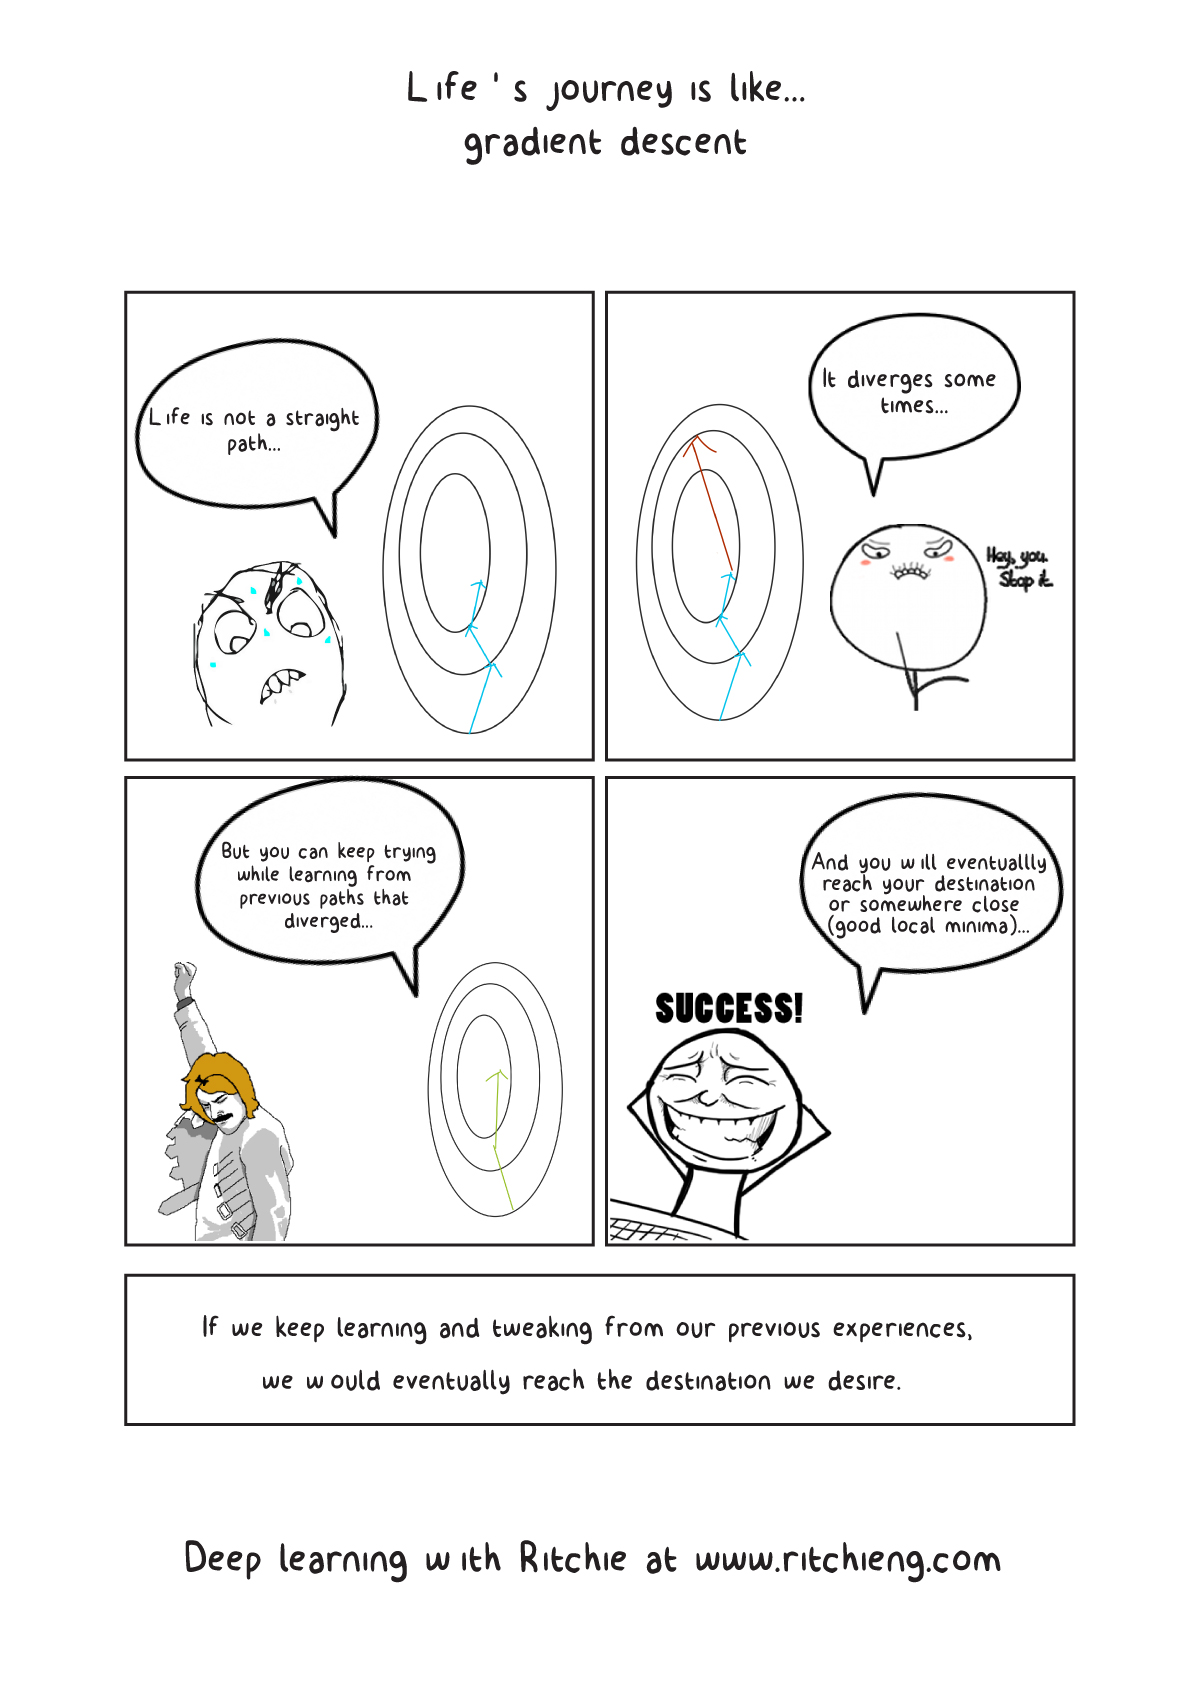 Life's journey is like...
gradient descent
Life is not a straight
path...
It diverges some
times...
Hey, you.
Stop it.
But you can keep trying
while learning from
previous paths that
diverged...
And you will eventuallly
reach your destination
or somewhere close
(good local minima)...
SUCCESS!
If we keep learning and tweaking from our previous experiences,
we would eventually reach the destination we desire.
Deep learning with Ritchie at www.ritchieng.com